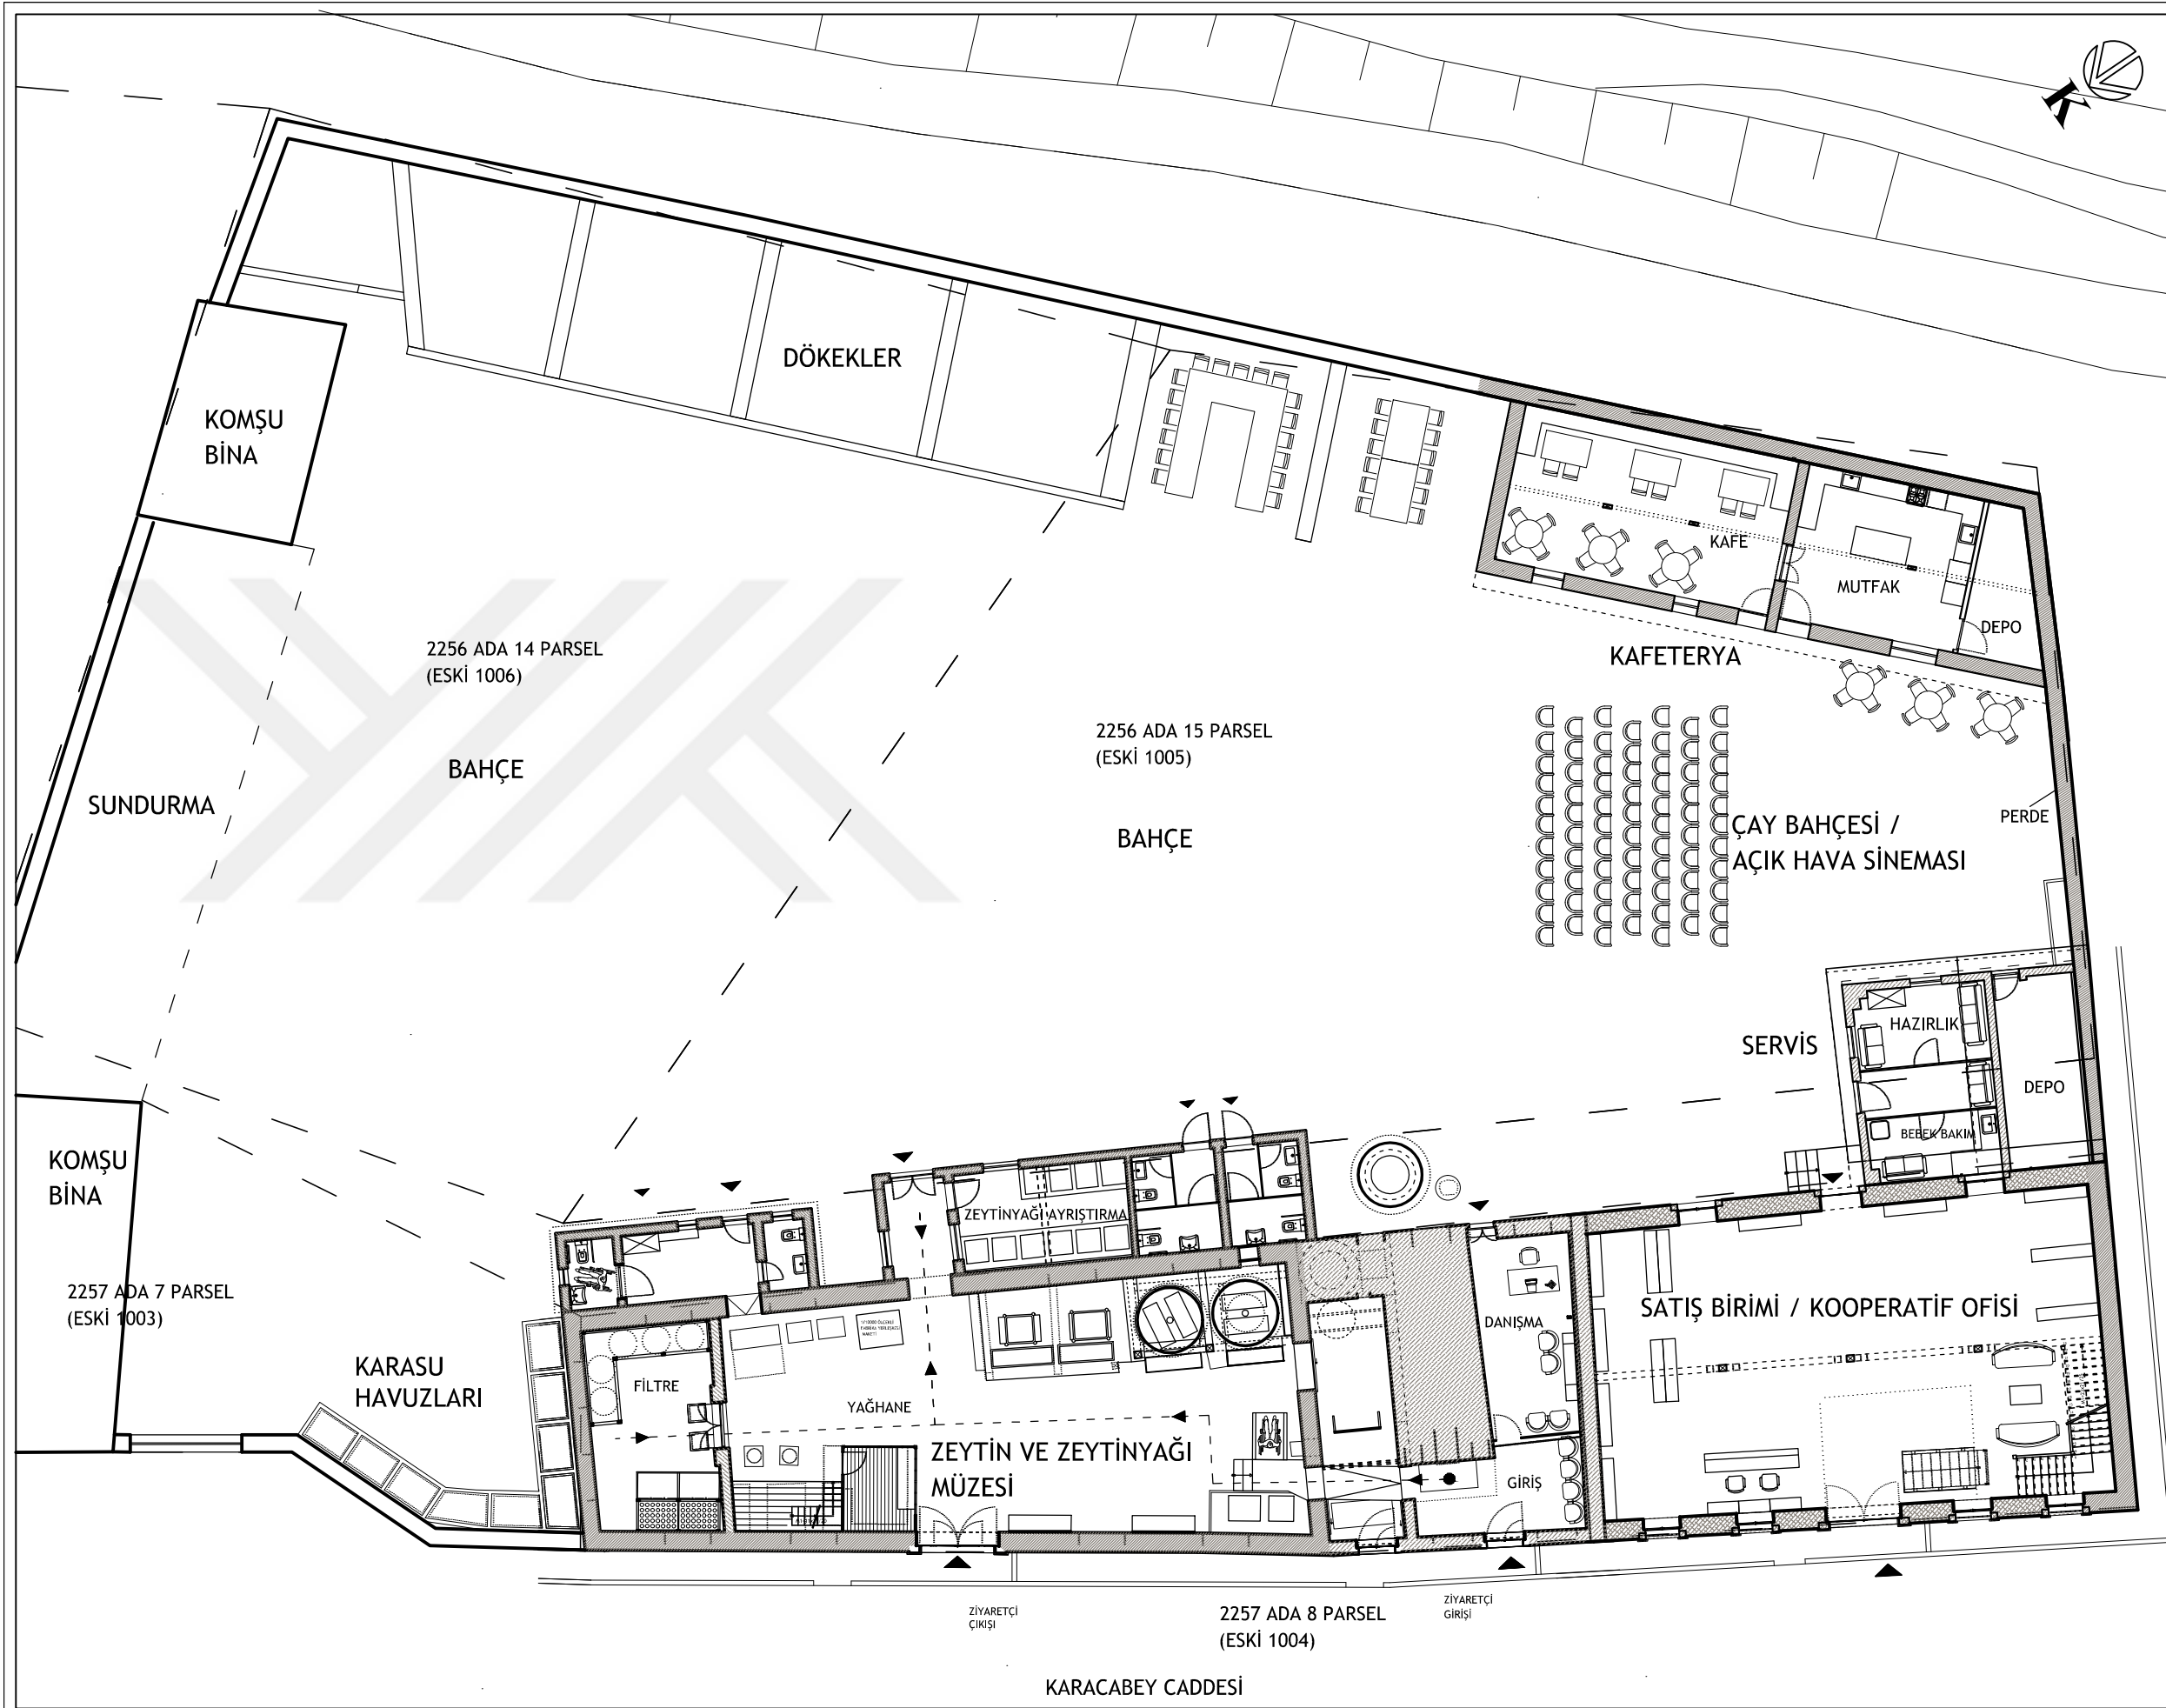 K
DÖKEKLER
KOMŞU
BİNA
KAFE
MUTFAK
DEPO
KAFETERYA
2256 ADA 14 PARSEL
(ESKİ 1006)
2256 ADA 15 PARSEL
(ESKİ 1005)
BAHÇE
SUNDURMA
BAHÇE
PERDE
ÇAY BAHÇESİ /
AÇIK HAVA SİNEMASI
HAZIRLIK
SERVİS
DEPO
BEBEK BAKIM
KOMŞU
BİNA
ZEYTİNYAĞI AYRIŞTIRMA
2257 ADA 7 PARSEL
(ESKİ 1003)
SATIŞ BİRİMİ / KOOPERATİF OFİSİ
DANIŞMA
KARASU
HAVUZLARI
FİLTRE
YAĞHANE
ZEYTİN VE ZEYTİNYAĞI
MÜZESİ
GİRİŞ
ZİYARETÇİ
ÇIKIŞI
2257 ADA 8 PARSEL
(ESKİ 1004)
ZİYARETÇİ
GİRİŞİ
KARACABEY CADDESİ